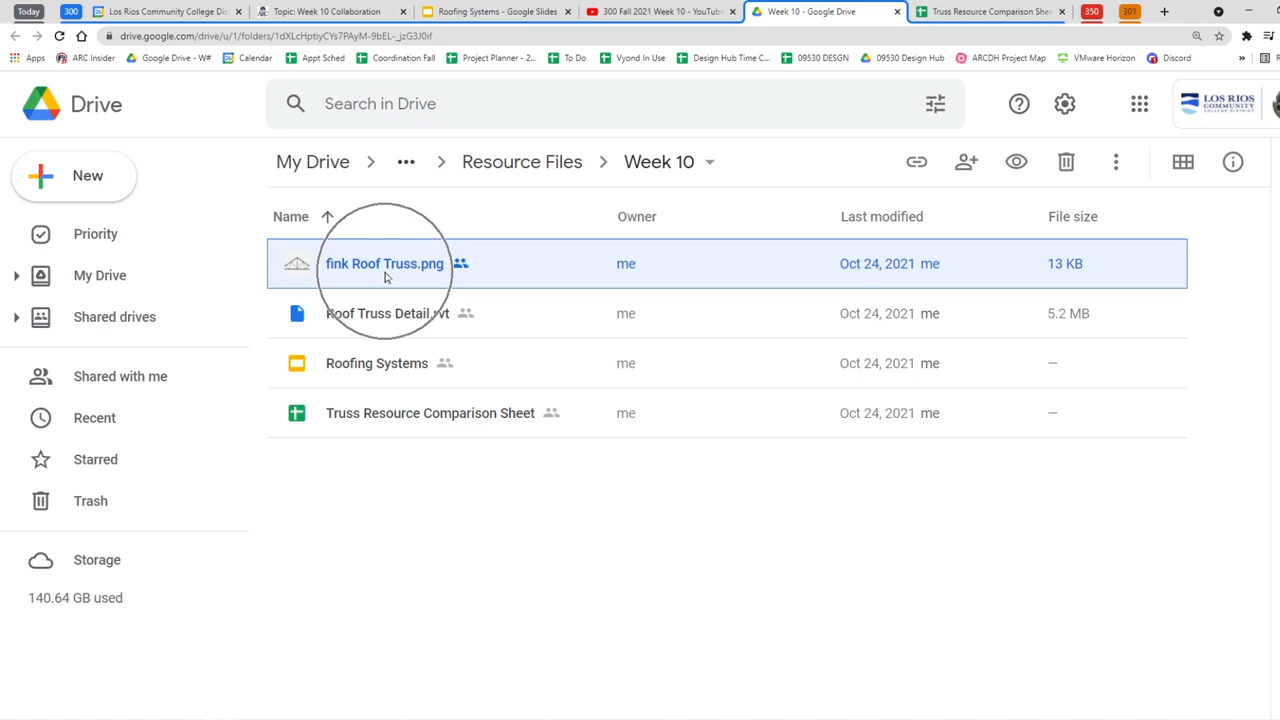 Today 300 Los Rios Community College Dis Topic: Week 10 Collaboration Roofing Systems - Google Slides 300 Fall 2021 Week 10 - YouTube Week 10 - Google Drive Truss Resource Comparison Shee 350 301
drive.google.com/drive/u/1/folders/1dXLcHptiyCYs7PAyM-9bEL-_jzG3J0if
Apps ARC Insider Google Drive - W# Calendar Appt Sched Coordination Fall Project Planner - 2... To Do Vyond In Use Design Hub Time C... 09530 DESGN 09530 Design Hub ARCDH Project Map VMware Horizon Discord »
Drive Search in Drive LOS RIOS
COMMUNITY
COLLEGE DISTRICT
New My Drive ... Resource Files Week 10
Name Owner Last modified File size
Priority
fink Roof Truss.png me Oct 24, 2021 me 13 KB
My Drive
Roof Truss Detail.rvt me Oct 24, 2021 me 5.2 MB
Shared drives
Roofing Systems me Oct 24, 2021 me —
Shared with me
Truss Resource Comparison Sheet me Oct 24, 2021 me —
Recent
Starred
Trash
Storage
140.64 GB used